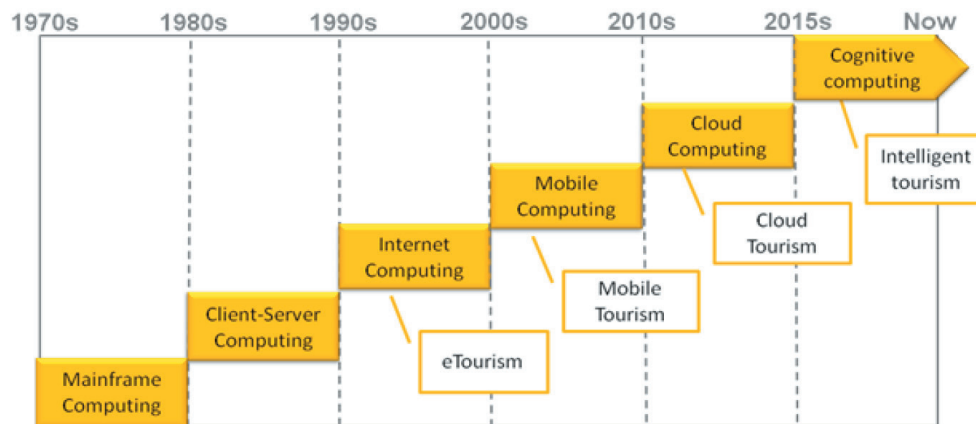 1970s 1980s 1990s 2000s 2010s 2015s Now
Cognitive
computing
Intelligent
tourism
Cloud
Computing
Cloud
Tourism
Mobile
Computing
Mobile
Tourism
Internet
Computing
eTourism
Client-Server
Computing
Mainframe
Computing